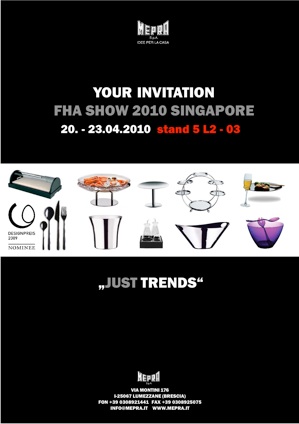 MEPRA
S.p.A.
IDEE PER LA CASA
YOUR INVITATION
FHA SHOW 2010 SINGAPORE
20. - 23.04.2010 stand 5 L2 - 03
DESIGNPREIS
2009
NOMINEE
„JUST TRENDS“
MEPRA
S.p.A.
VIA MONTINI 176
I-25067 LUMEZZANE (BRESCIA)
FON +39 0308921441 FAX +39 0308925075
INFO@MEPRA.IT WWW.MEPRA.IT